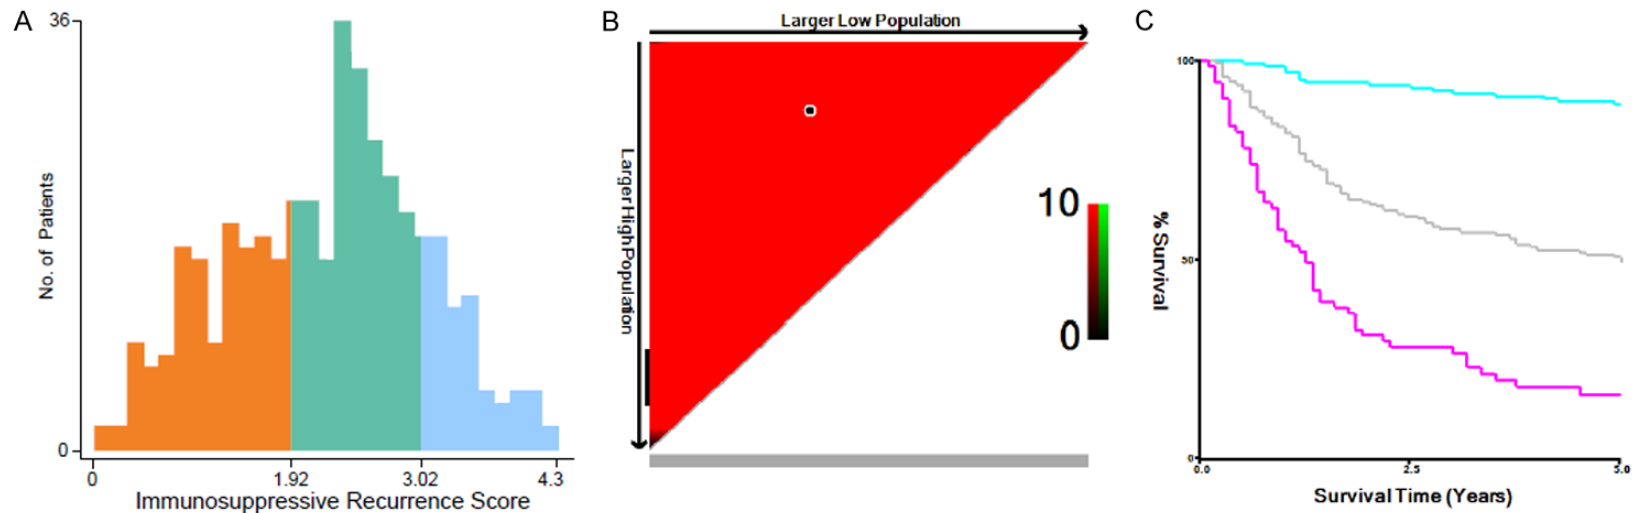 A
36
No. of Patients
0
0
1.92
3.02
4.3
Immunosuppressive Recurrence Score
B
Larger Low Population
Larger High Population
10
0
C
100
50
0
% Survival
0.0
2.5
5.0
Survival Time (Years)